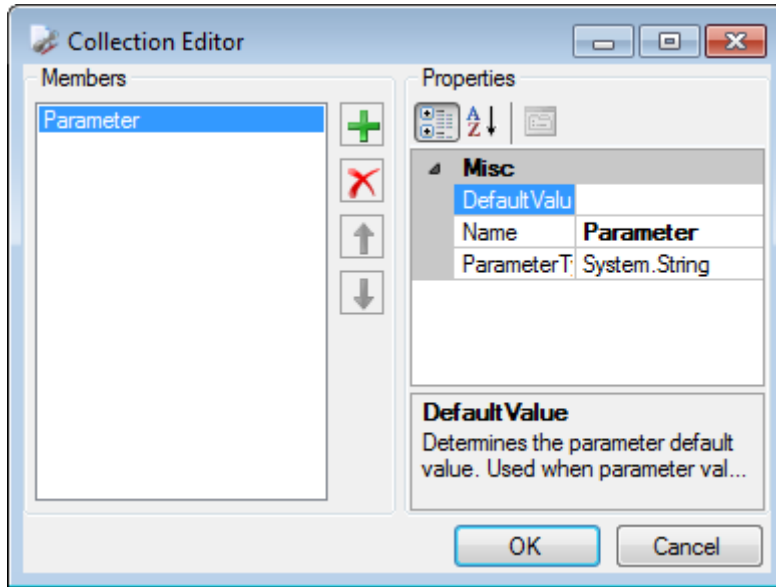 Collection Editor
Members
Parameter
Properties
A
Z
Misc
DefaultValu
Name Parameter
ParameterT System.String
DefaultValue
Determines the parameter default
value. Used when parameter val...
OK Cancel